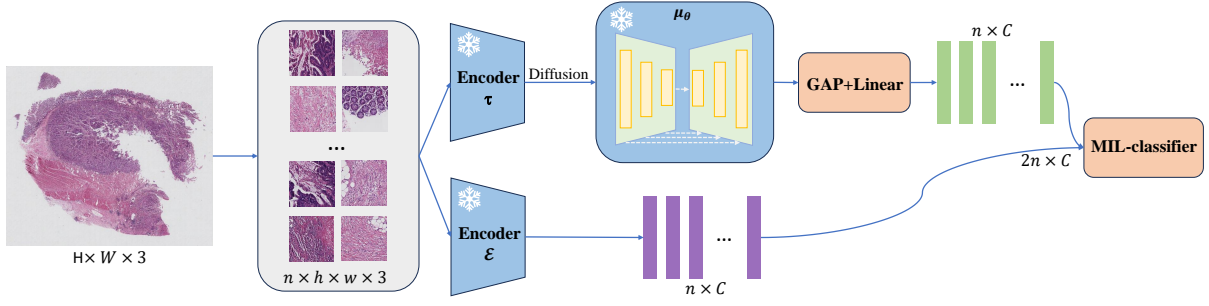 H× W × 3
...
n × h × w × 3
Encoder
τ
Diffusion
μ_θ
GAP+Linear
n × C
...
Encoder
ℰ
...
n × C
2n × C
MIL-classifier